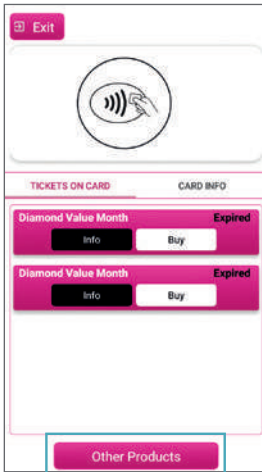 Exit
TICKETS ON CARD CARD INFO
Diamond Value Month Expired
Info Buy
Diamond Value Month Expired
Info Buy
Other Products